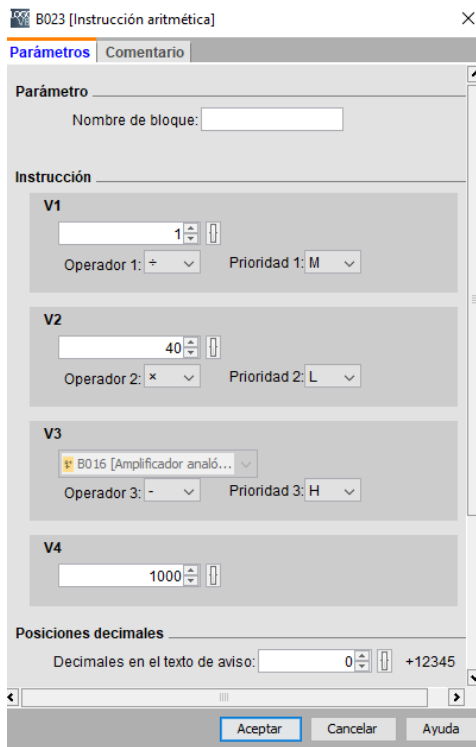 B023 [Instrucción aritmética]
Parámetros Comentario
Parámetro
Nombre de bloque:
Instrucción
V1
1
Operador 1: ÷ Prioridad 1: M
V2
40
Operador 2: × Prioridad 2: L
V3
B016 [Amplificador analó...
Operador 3: - Prioridad 3: H
V4
1000
Posiciones decimales
Decimales en el texto de aviso: 0 +12345
Aceptar Cancelar Ayuda